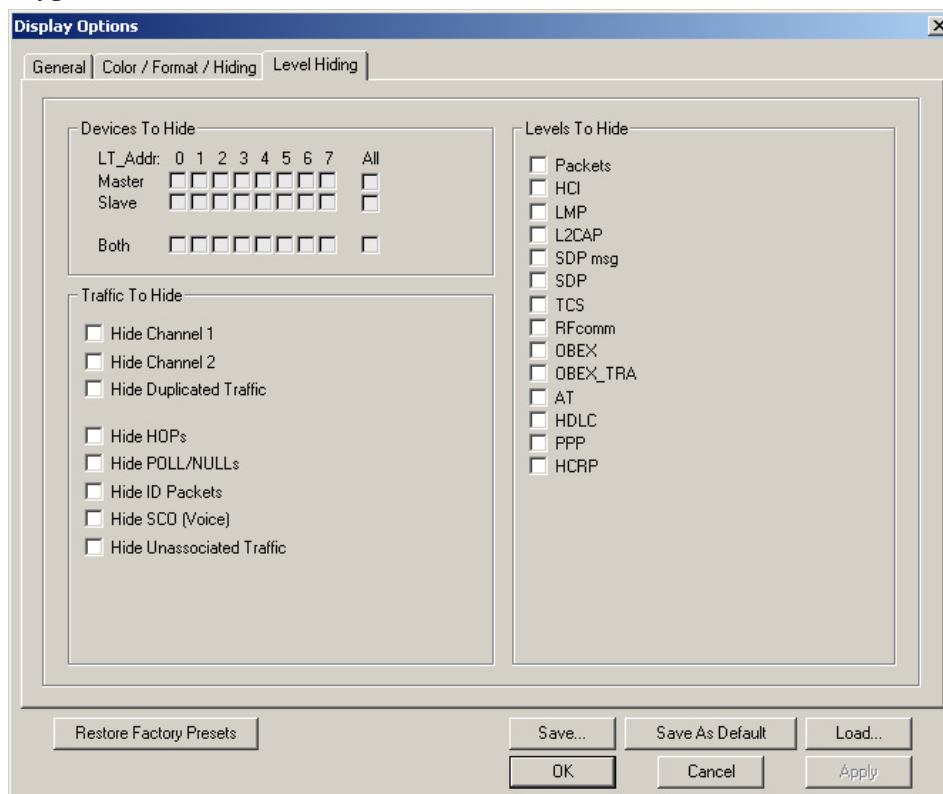 Display Options
General
Color / Format / Hiding
Level Hiding
Devices To Hide
LT_Addr: 0 1 2 3 4 5 6 7 All
Master
Slave
Both
Traffic To Hide
Hide Channel 1
Hide Channel 2
Hide Duplicated Traffic
Hide HOPs
Hide POLL/NULLs
Hide ID Packets
Hide SCO (Voice)
Hide Unassociated Traffic
Levels To Hide
Packets
HCI
LMP
L2CAP
SDP msg
SDP
TCS
RFcomm
OBEX
OBEX_TRA
AT
HDLC
PPP
HCRP
Restore Factory Presets
Save...
Save As Default
Load...
OK
Cancel
Apply